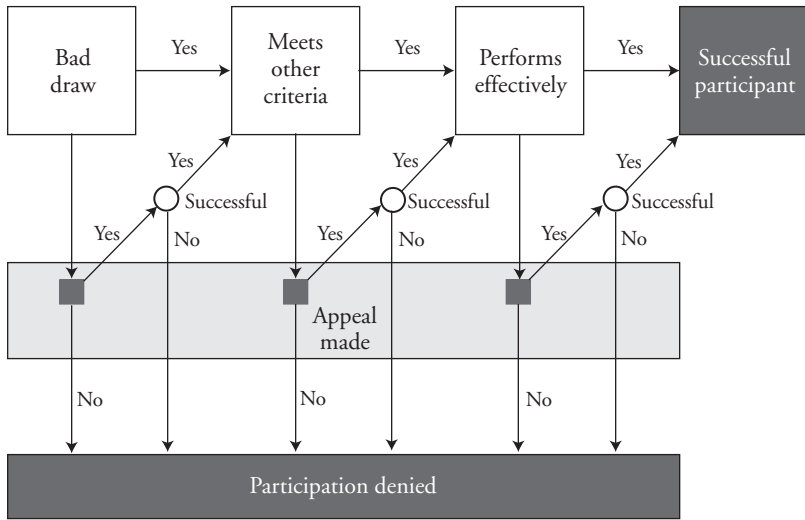 Bad
draw
Yes
Meets
other
criteria
Yes
Performs
effectively
Yes
Successful
participant
Yes
Successful
Yes
No
Yes
Successful
Yes
No
Yes
Successful
Yes
No
Appeal
made
No
No
No
Participation denied